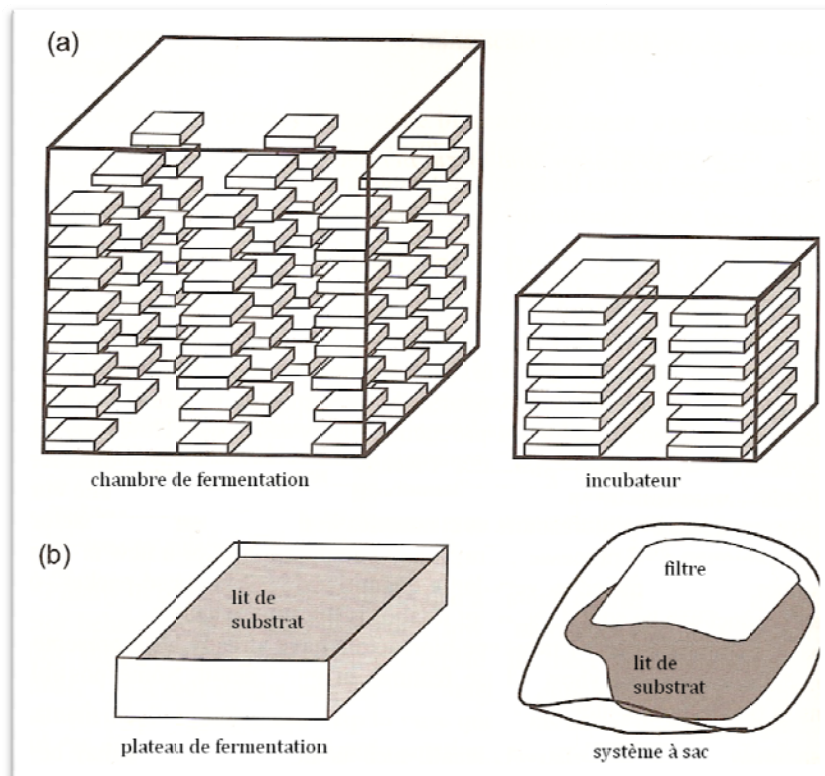 (a)
chambre de fermentation
incubateur
(b)
lit de
substrat
plateau de fermentation
filtre
lit de
substrat
système à sac